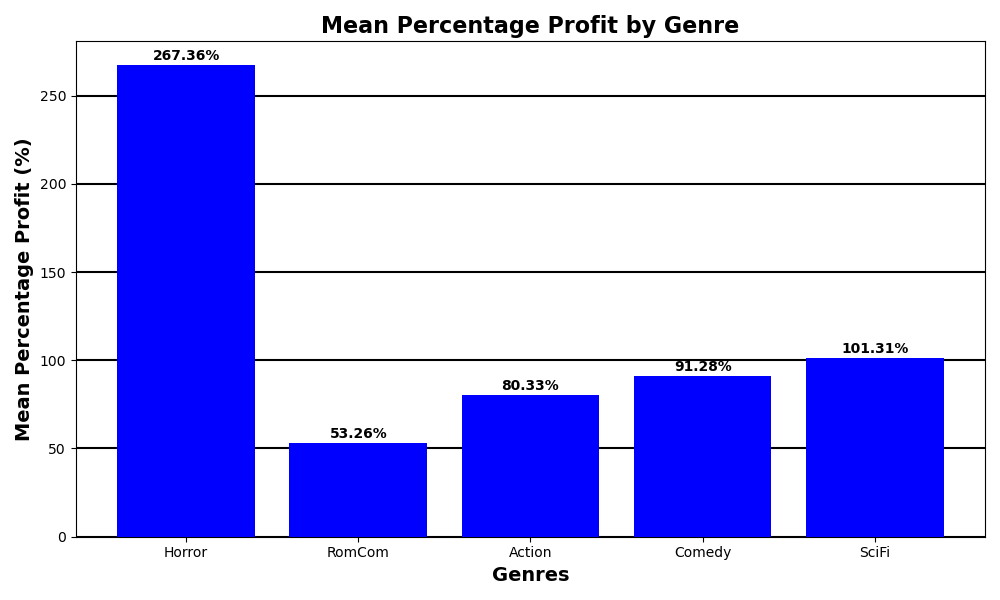 Mean Percentage Profit by Genre
Mean Percentage Profit (%)
250
200
150
100
50
0
267.36%
53.26%
80.33%
91.28%
101.31%
Horror
RomCom
Action
Comedy
SciFi
Genres